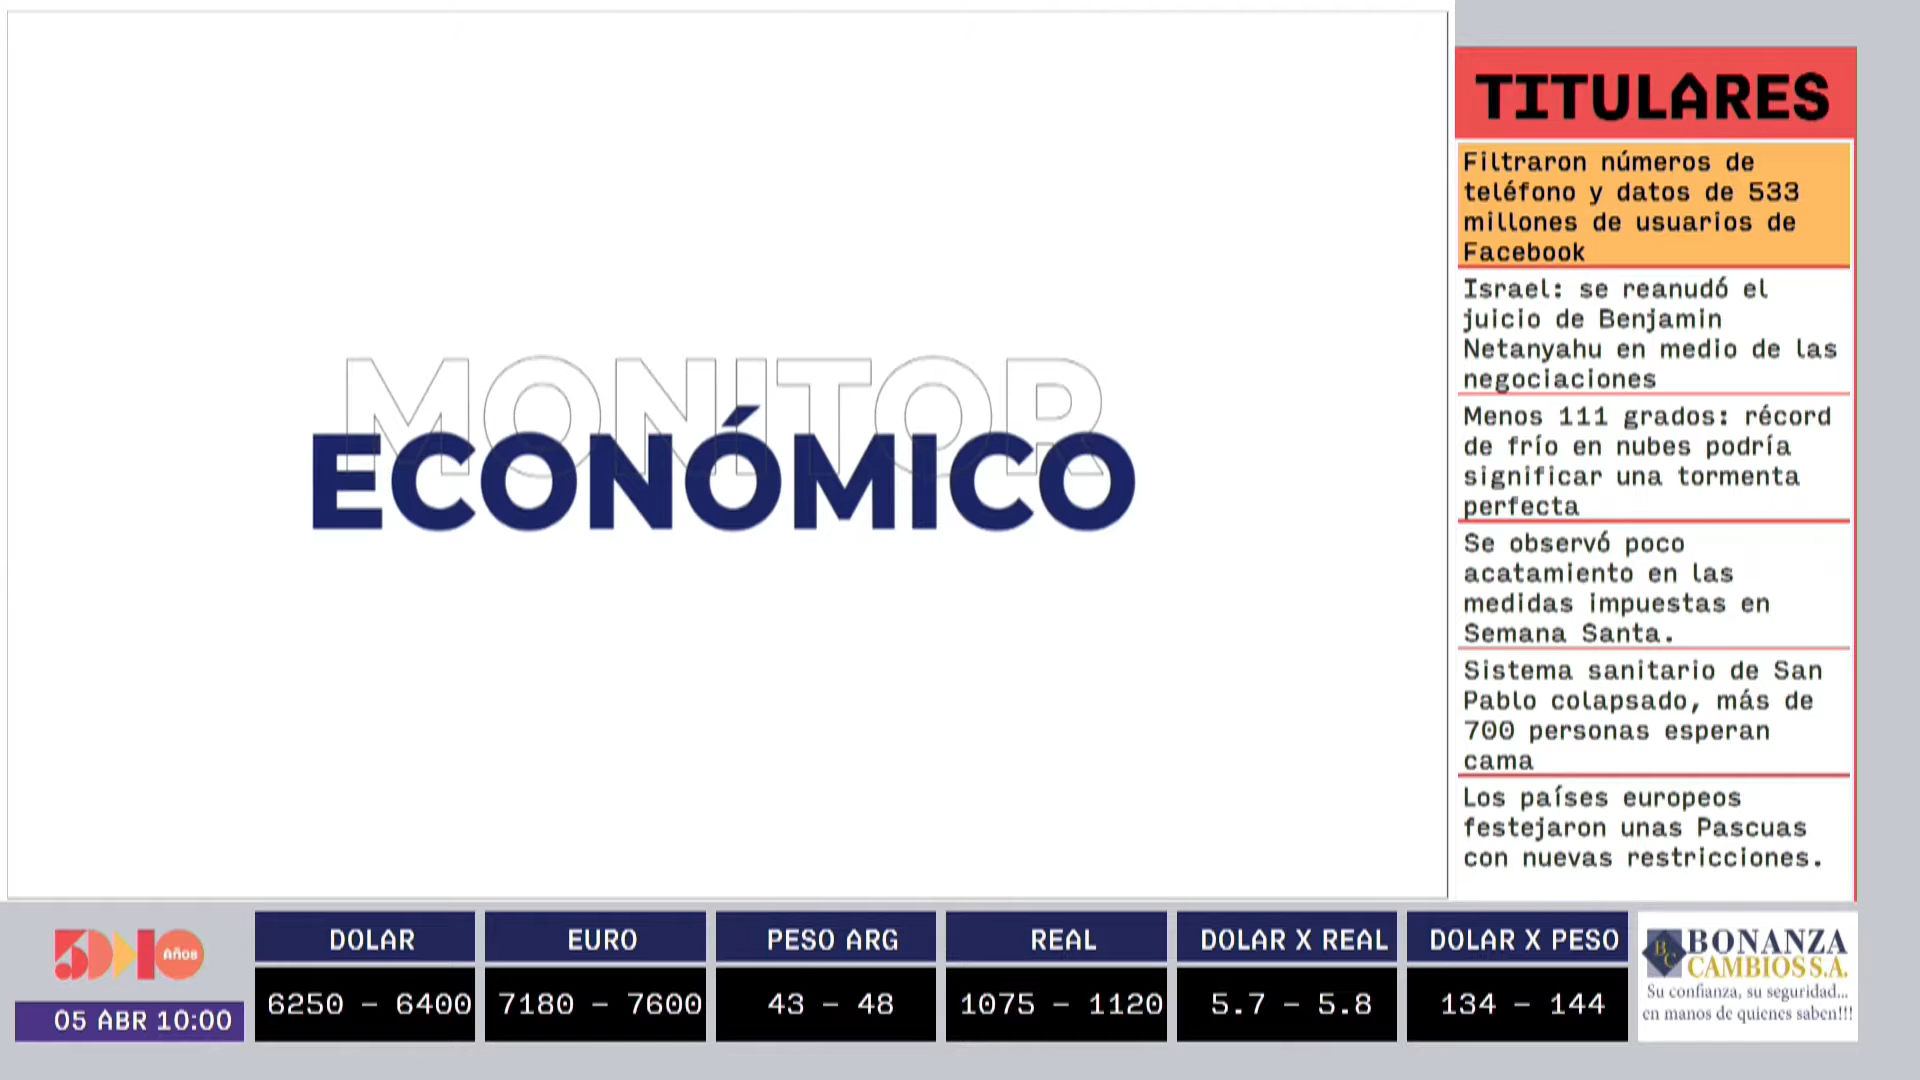 MONITOR
ECONÓMICO
TITULARES
Filtraron números de
teléfono y datos de 533
millones de usuarios de
Facebook
Israel: se reanudó el
juicio de Benjamin
Netanyahu en medio de las
negociaciones
Menos 111 grados: récord
de frío en nubes podría
significar una tormenta
perfecta
Se observó poco
acatamiento en las
medidas impuestas en
Semana Santa.
Sistema sanitario de San
Pablo colapsado, más de
700 personas esperan
cama
Los países europeos
festejaron unas Pascuas
con nuevas restricciones.
Años
05 ABR 10:00
DOLAR
6250 - 6400
EURO
7180 - 7600
PESO ARG
43 - 48
REAL
1075 - 1120
DOLAR X REAL
5.7 - 5.8
DOLAR X PESO
134 - 144
BC
BONANZA
CAMBIOS S.A.
Su confianza, su seguridad...
en manos de quienes saben!!!